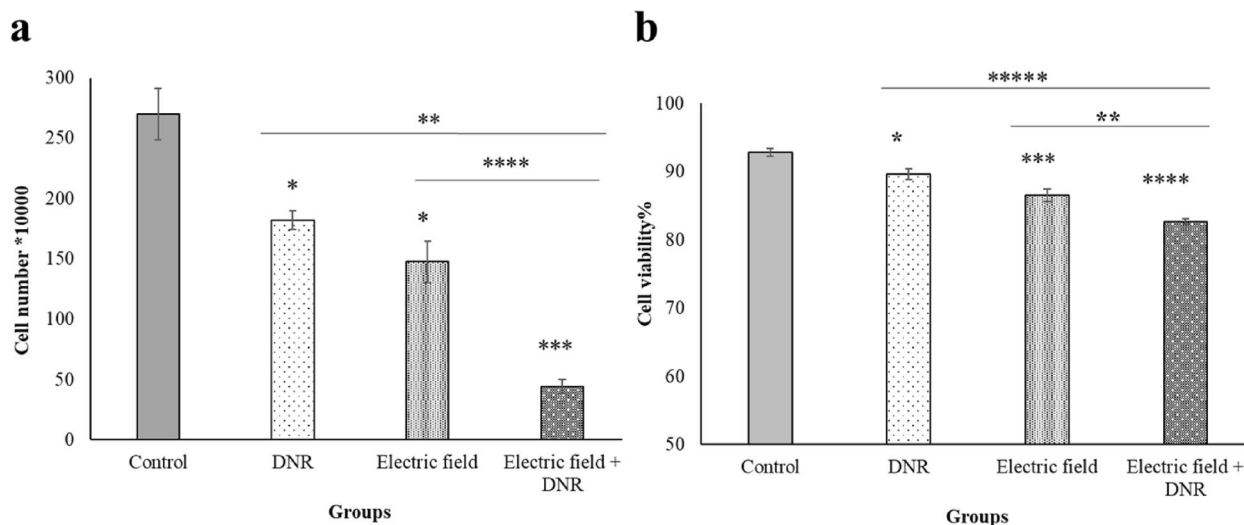 a
300
250
200
150
100
50
0
Cell number *10000
**
****
*
*
***
Control
DNR
Electric field
Electric field +
DNR
Groups
b
100
90
80
70
60
50
Cell viability%
*****
**
*
***
****
Control
DNR
Electric field
Electric field +
DNR
Groups